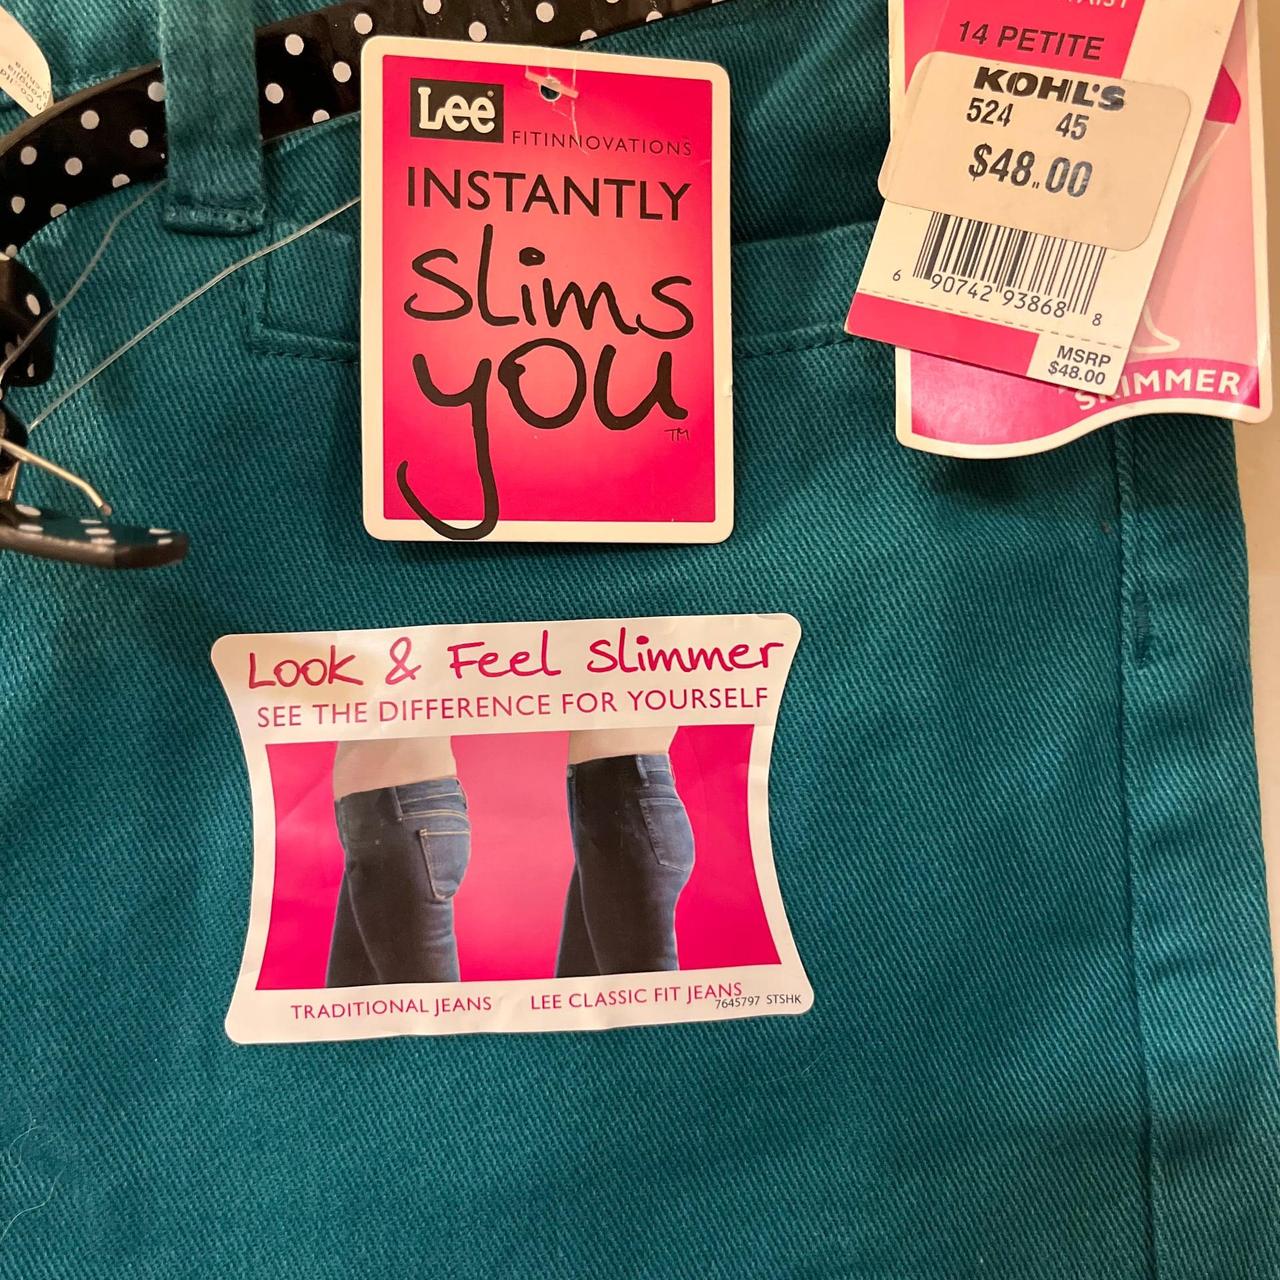 Lee
FITINNOVATIONS
INSTANTLY
slims
you
TM
14 PETITE
KOHL'S
524 45
$48.00
6 90742 93868 8
MSRP
$48.00
SKIMMER
Look & Feel Slimmer
SEE THE DIFFERENCE FOR YOURSELF
TRADITIONAL JEANS LEE CLASSIC FIT JEANS
7645797 STSHK